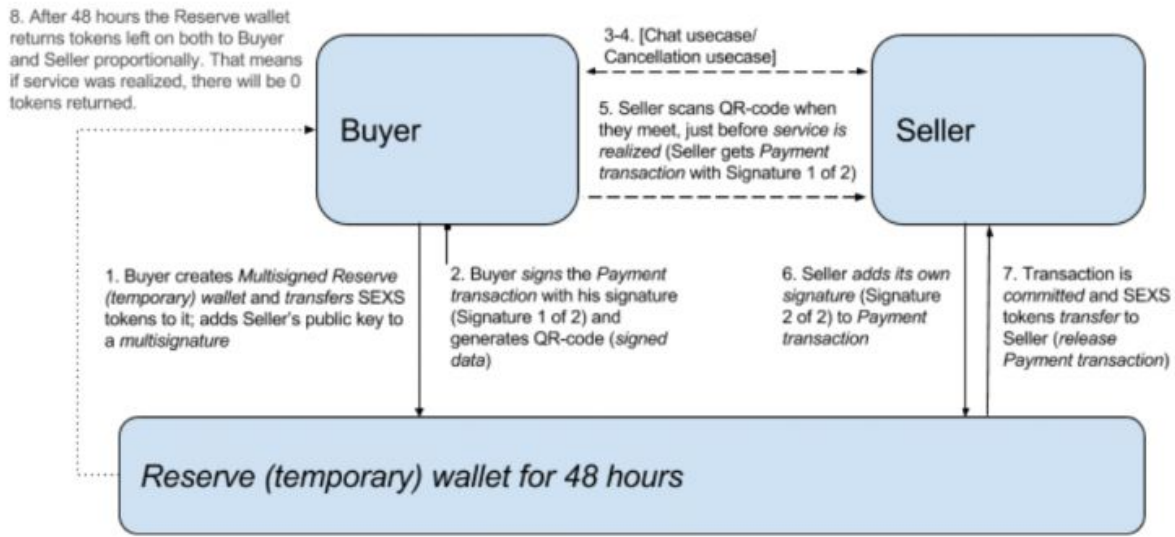 8. After 48 hours the Reserve wallet
returns tokens left on both to Buyer
and Seller proportionally. That means
if service was realized, there will be 0
tokens returned.
Buyer
3-4. [Chat usecase/
Cancellation usecase]
5. Seller scans QR-code when
they meet, just before service is
realized (Seller gets Payment
transaction with Signature 1 of 2)
Seller
1. Buyer creates Multisigned Reserve
(temporary) wallet and transfers SEXS
tokens to it; adds Seller's public key to
a multisignature
2. Buyer signs the Payment
transaction with his signature
(Signature 1 of 2) and
generates QR-code (signed
data)
6. Seller adds its own
signature (Signature
2 of 2) to Payment
transaction
7. Transaction is
committed and SEXS
tokens transfer to
Seller (release
Payment transaction)
Reserve (temporary) wallet for 48 hours